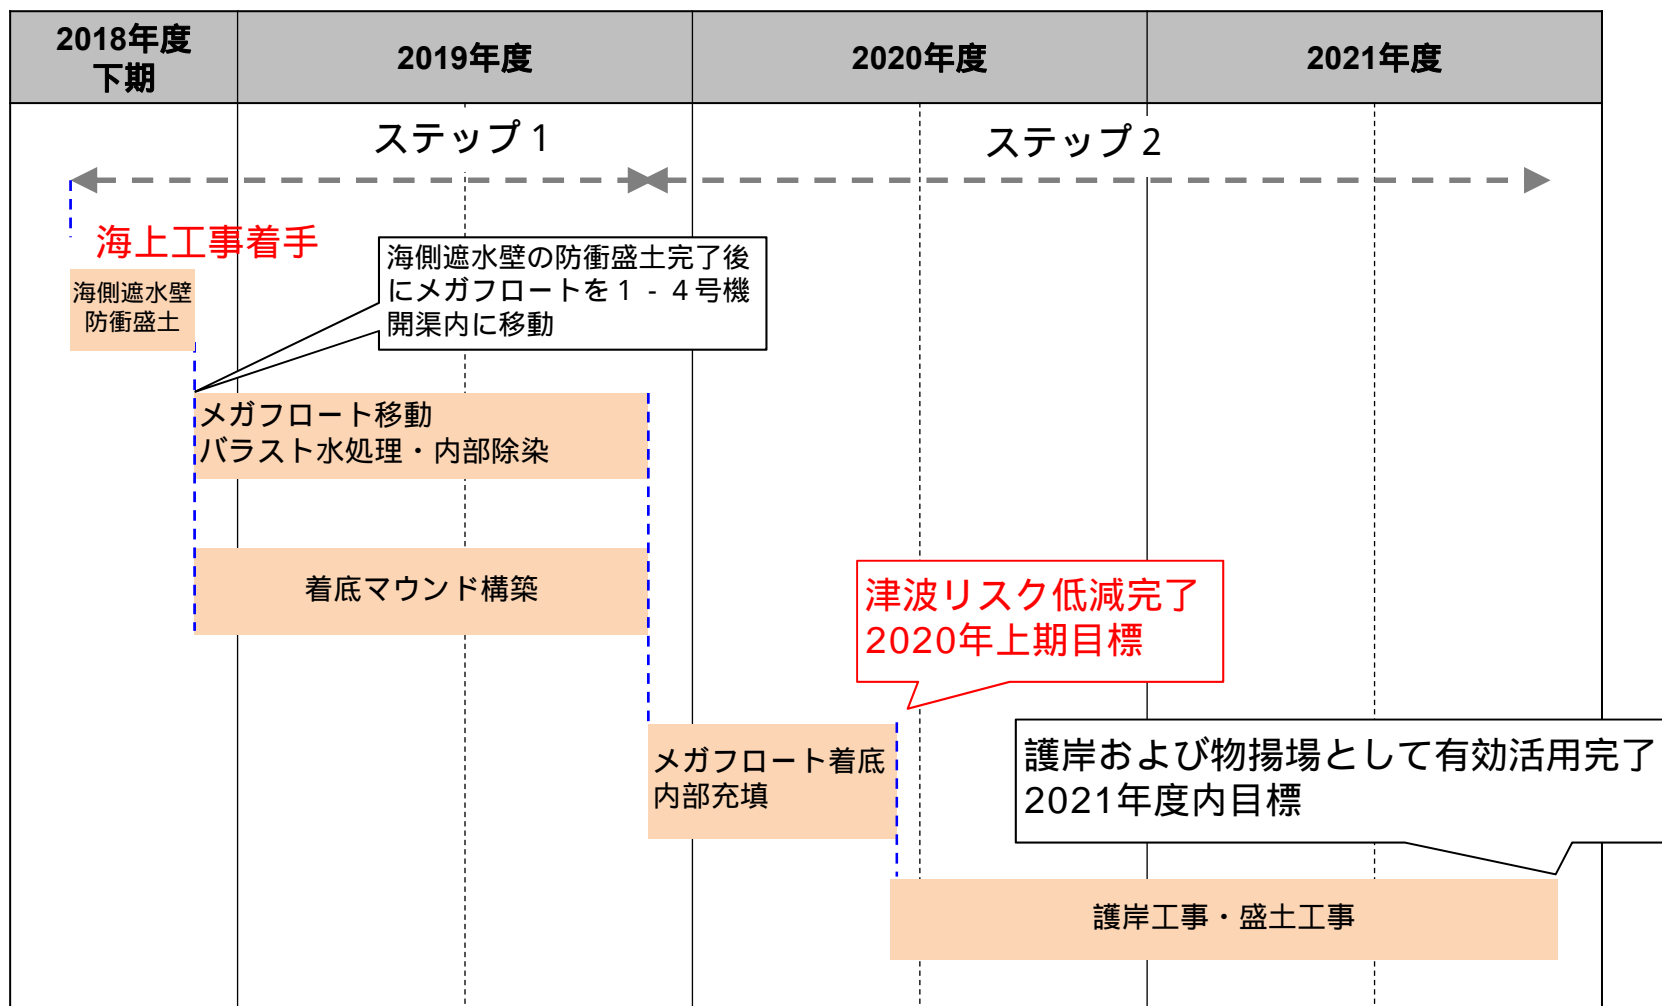 2018年度
下期
2019年度
2020年度
2021年度
ステップ１
ステップ２
海上工事着手
海側遮水壁
防衝盛土
海側遮水壁の防衝盛土完了後
にメガフロートを１‐４号機
開渠内に移動
メガフロート移動
バラスト水処理・内部除染
着底マウンド構築
津波リスク低減完了
2020年上期目標
メガフロート着底
内部充填
護岸および物揚場として有効活用完了
2021年度内目標
護岸工事・盛土工事